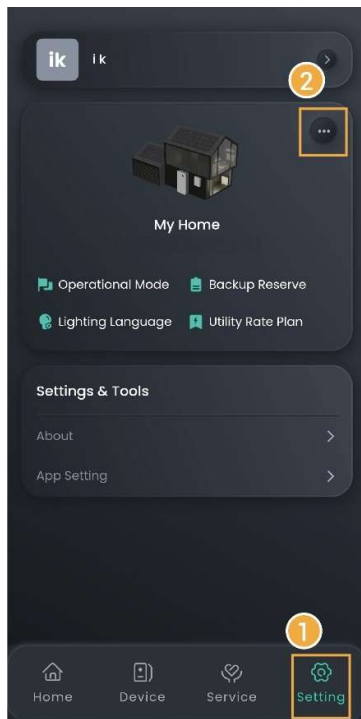 ik i k
2
My Home
Operational Mode Backup Reserve
Lighting Language Utility Rate Plan
Settings & Tools
About
App Setting
1
Home Device Service Setting